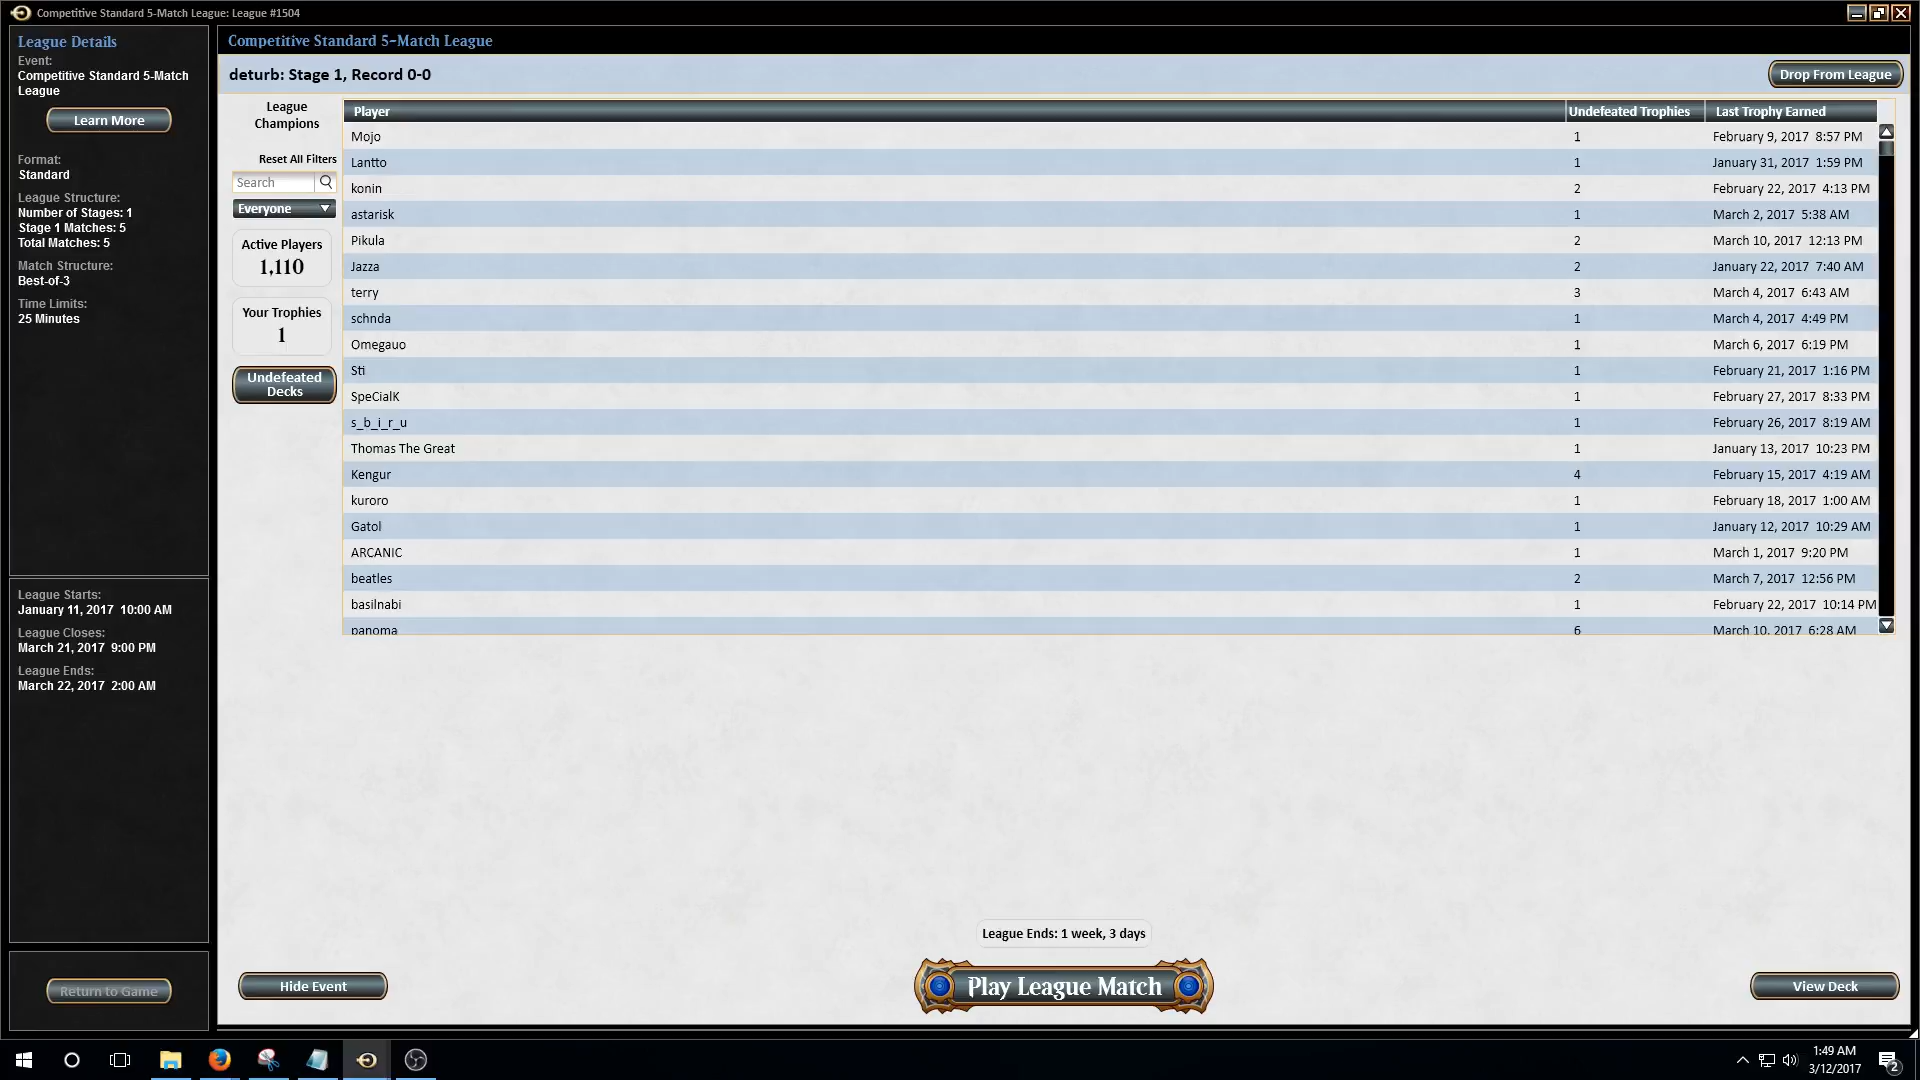 Competitive Standard 5-Match League: League #1504
League Details
Event:
Competitive Standard 5-Match
League
Learn More
Format:
Standard
League Structure:
Number of Stages: 1
Stage 1 Matches: 5
Total Matches: 5
Match Structure:
Best-of-3
Time Limits:
25 Minutes
League Starts:
January 11, 2017 10:00 AM
League Closes:
March 21, 2017 9:00 PM
League Ends:
March 22, 2017 2:00 AM
Return to Game
Competitive Standard 5-Match League
deturb: Stage 1, Record 0-0
Drop From League
League
Champions
Reset All Filters
Search
Everyone
Active Players
1,110
Your Trophies
1
Undefeated
Decks
Player Undefeated Trophies Last Trophy Earned
Mojo 1 February 9, 2017 8:57 PM
Lantto 1 January 31, 2017 1:59 PM
konin 2 February 22, 2017 4:13 PM
astarisk 1 March 2, 2017 5:38 AM
Pikula 2 March 10, 2017 12:13 PM
Jazza 2 January 22, 2017 7:40 AM
terry 3 March 4, 2017 6:43 AM
schnda 1 March 4, 2017 4:49 PM
Omegauo 1 March 6, 2017 6:19 PM
Sti 1 February 21, 2017 1:16 PM
SpeCialK 1 February 27, 2017 8:33 PM
s_b_i_r_u 1 February 26, 2017 8:19 AM
Thomas The Great 1 January 13, 2017 10:23 PM
Kengur 4 February 15, 2017 4:19 AM
kuroro 1 February 18, 2017 1:00 AM
Gatol 1 January 12, 2017 10:29 AM
ARCANIC 1 March 1, 2017 9:20 PM
beatles 2 March 7, 2017 12:56 PM
basilnabi 1 February 22, 2017 10:14 PM
panoma 6 March 10, 2017 6:28 AM
League Ends: 1 week, 3 days
Hide Event
Play League Match
View Deck
1:49 AM
3/12/2017
2